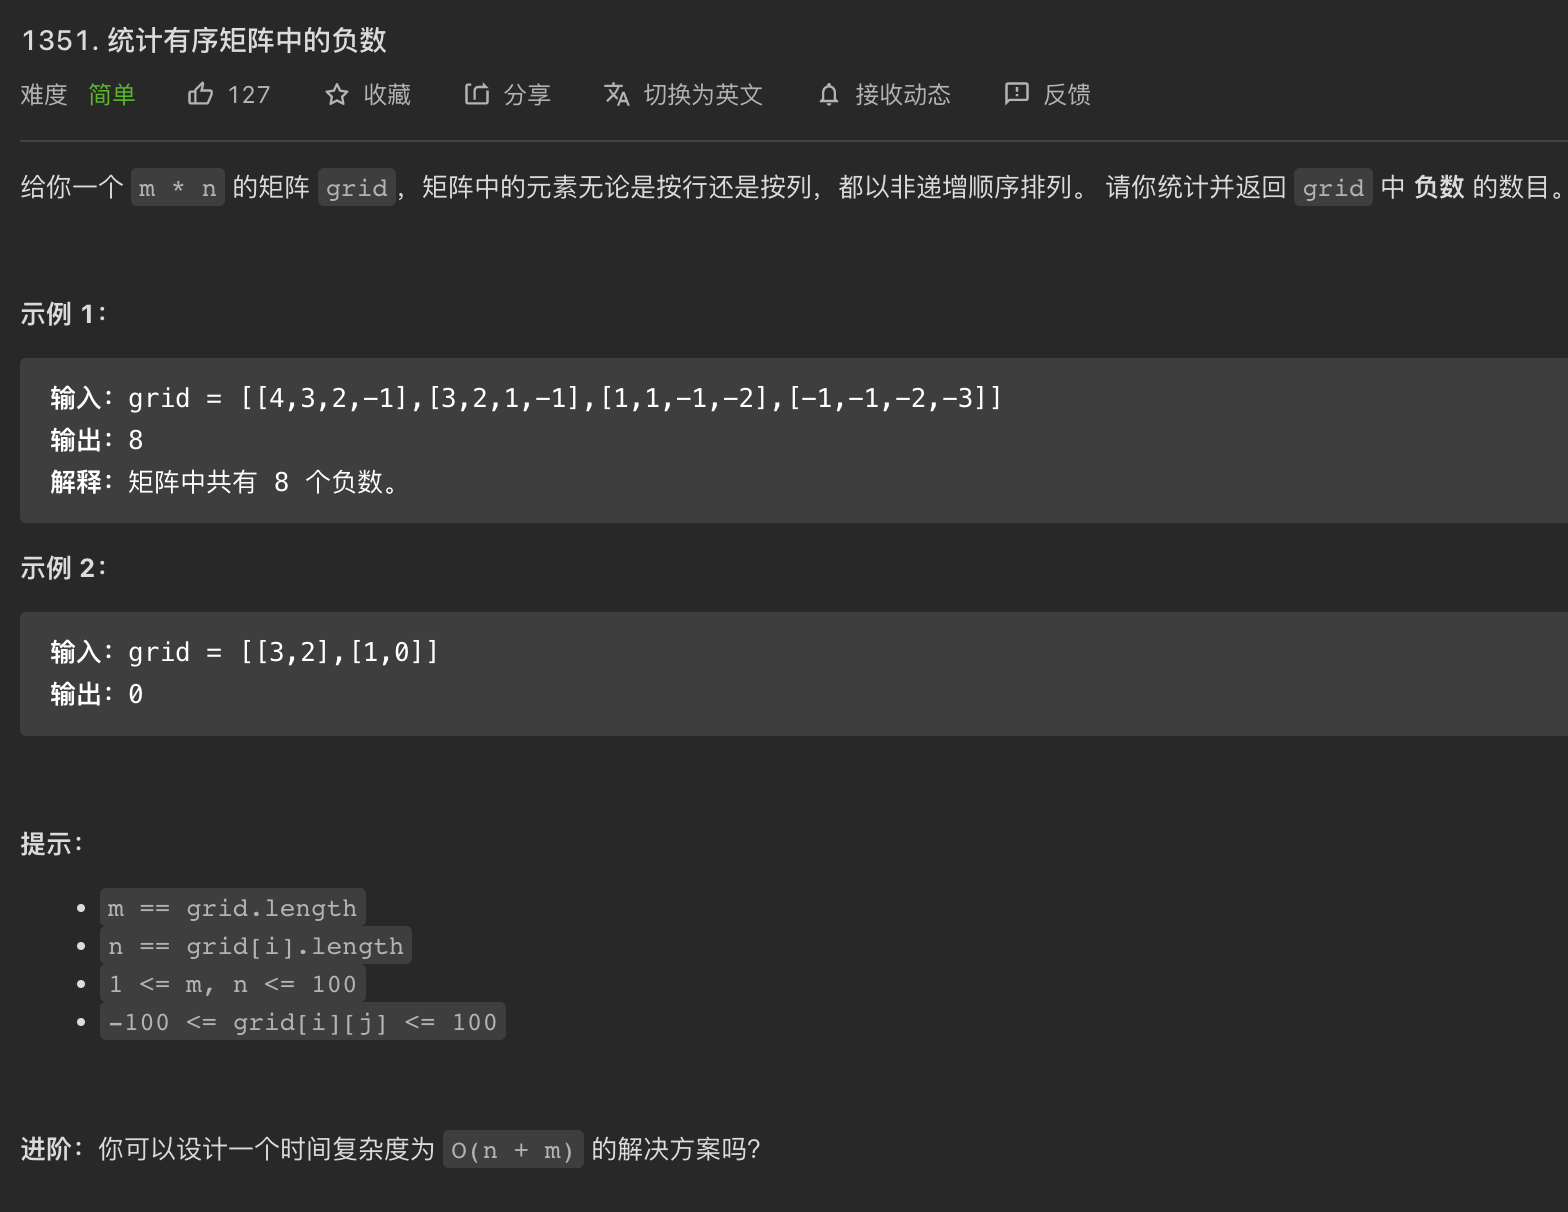 1351. 统计有序矩阵中的负数
难度 简单 127 收藏 分享 切换为英文 接收动态 反馈
给你一个 m * n 的矩阵 grid，矩阵中的元素无论是按行还是按列，都以非递增顺序排列。 请你统计并返回 grid 中 负数 的数目。
示例 1：
输入：grid = [[4,3,2,-1],[3,2,1,-1],[1,1,-1,-2],[-1,-1,-2,-3]]
输出：8
解释：矩阵中共有 8 个负数。
示例 2：
输入：grid = [[3,2],[1,0]]
输出：0
提示：
m == grid.length
n == grid[i].length
1 <= m, n <= 100
-100 <= grid[i][j] <= 100
进阶：你可以设计一个时间复杂度为 O(n + m) 的解决方案吗？